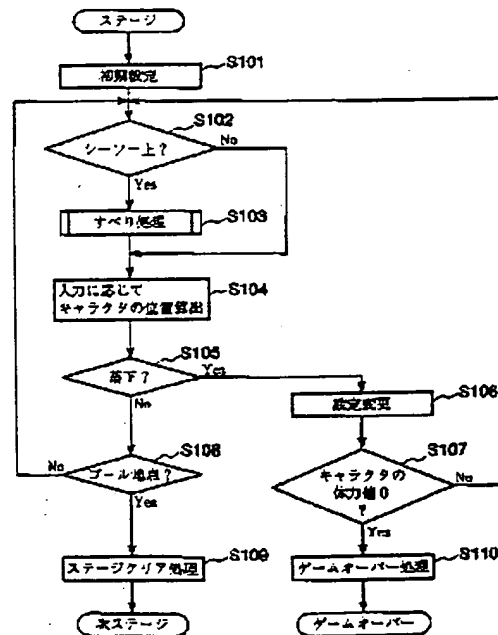 ステージ
S101
初期設定
S102
シーソー上?
No
Yes
すべり処理
S103
入力に応じて
キャラクタの位置算出
S104
S105
落下?
Yes
No
設定変更
S106
S108
ゴール地点?
No
Yes
S107
キャラクタの
体力値0
?
No
Yes
ステージクリア処理
S109
ゲームオーバー処理
S110
次ステージ
ゲームオーバー